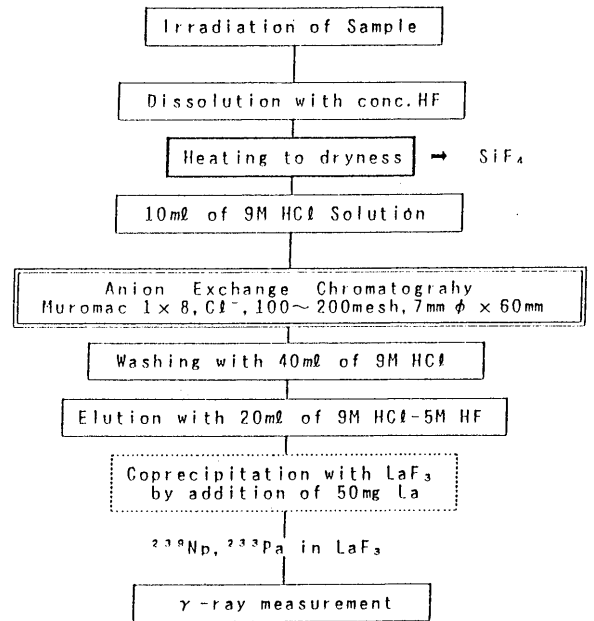 Irradiation of Sample
Dissolution with conc.HF
Heating to dryness → SiF₄
10mℓ of 9M HCℓ Solution
Anion Exchange Chromatograhy
Muromac 1×8, Cℓ⁻, 100~200mesh, 7mm φ × 60mm
Washing with 40mℓ of 9M HCℓ
Elution with 20mℓ of 9M HCℓ-5M HF
Coprecipitation with LaF₃
by addition of 50mg La
²³⁹Np, ²³³Pa in LaF₃
γ-ray measurement